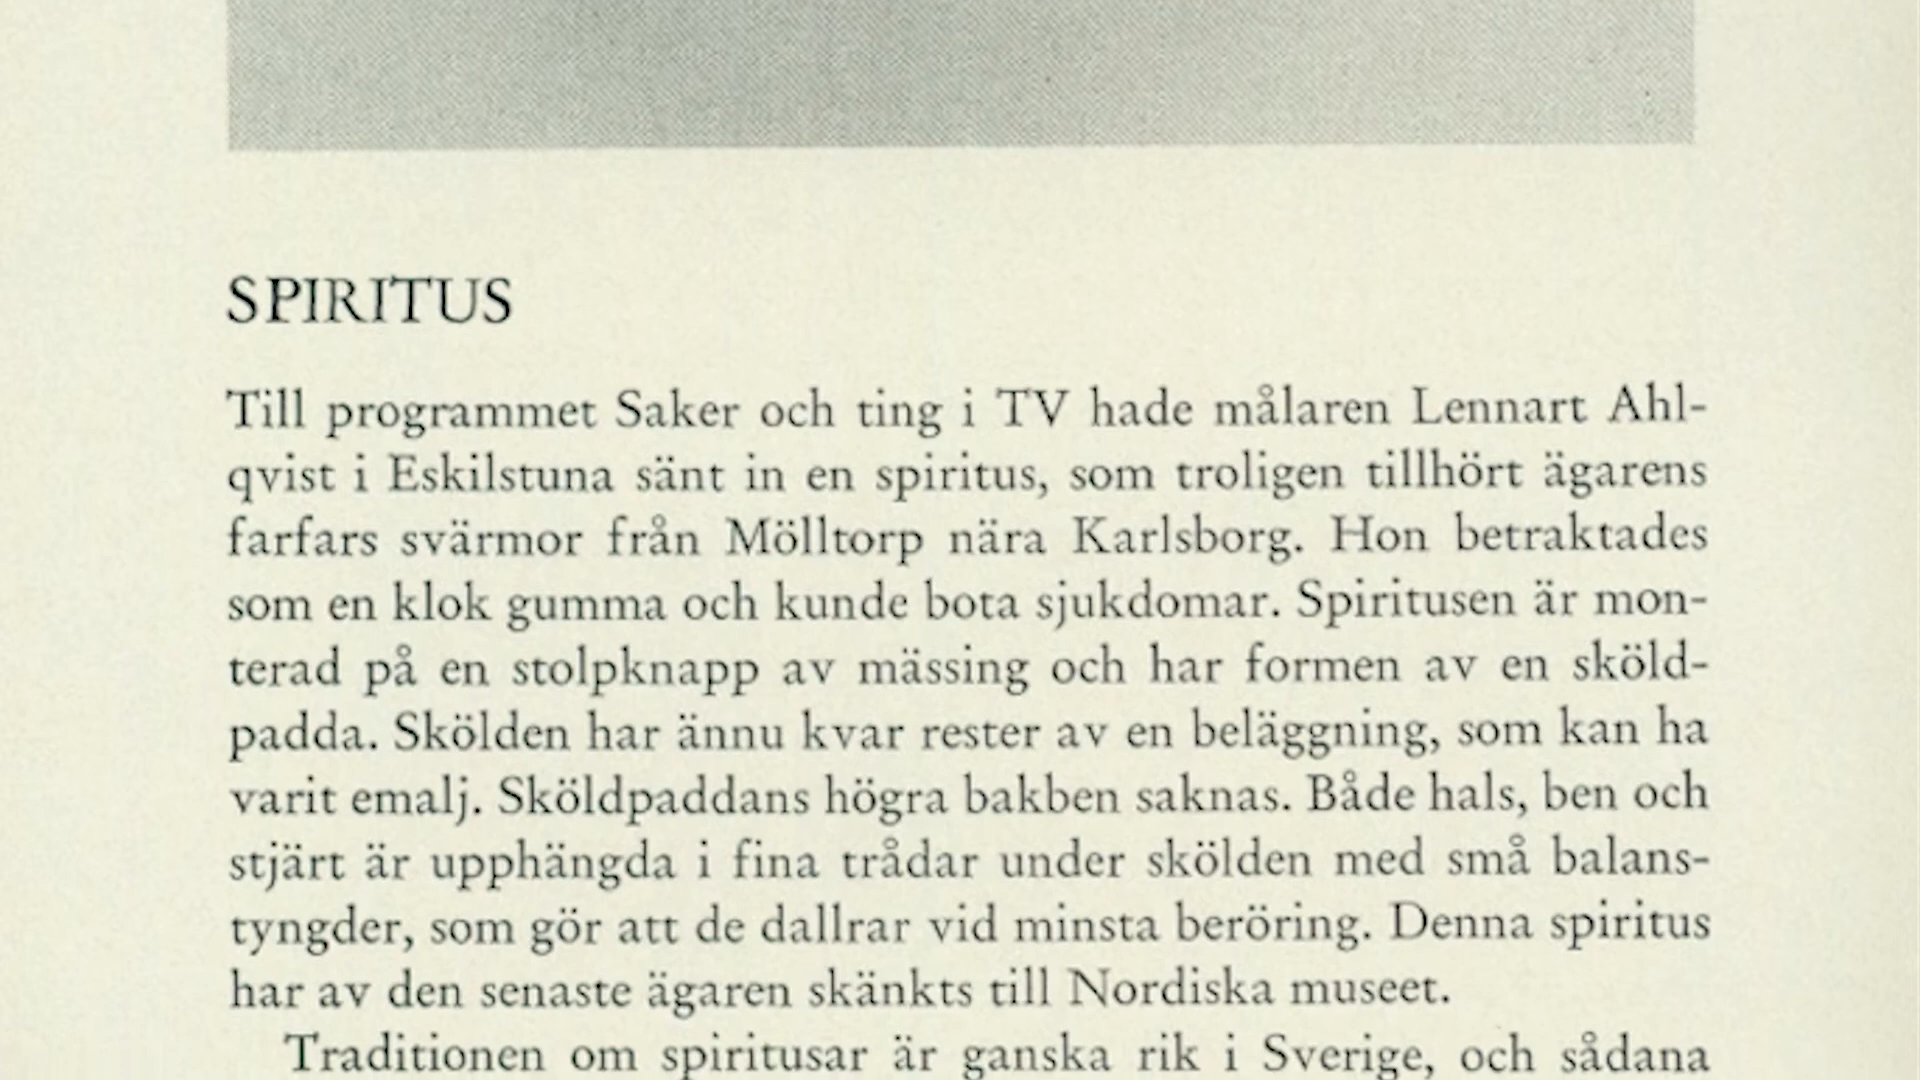 SPIRITUS
Till programmet Saker och ting i TV hade målaren Lennart Ahl-
qvist i Eskilstuna sänt in en spiritus, som troligen tillhört ägarens
farfars svärmor från Mölltorp nära Karlsborg. Hon betraktades
som en klok gumma och kunde bota sjukdomar. Spiritusen är mon-
terad på en stolpknapp av mässing och har formen av en sköld-
padda. Skölden har ännu kvar rester av en beläggning, som kan ha
varit emalj. Sköldpaddans högra bakben saknas. Både hals, ben och
stjärt är upphängda i fina trådar under skölden med små balans-
tyngder, som gör att de dallrar vid minsta beröring. Denna spiritus
har av den senaste ägaren skänkts till Nordiska museet.
Traditionen om spiritusar är ganska rik i Sverige, och sådana